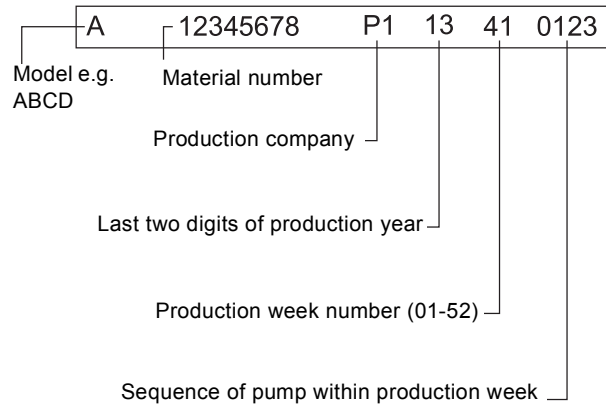 A 12345678 P1 13 41 0123
Model e.g.
ABCD
Material number
Production company
Last two digits of production year
Production week number (01-52)
Sequence of pump within production week